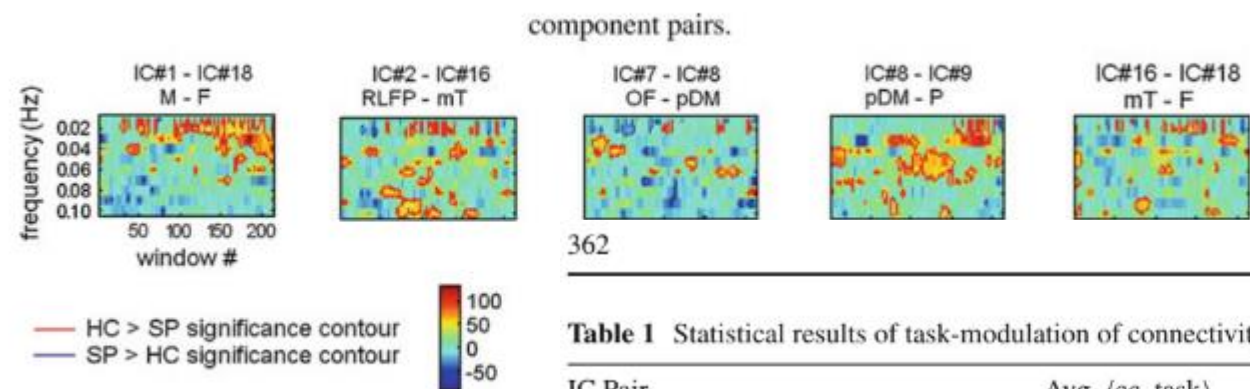 component pairs.
IC#1 - IC#18
M - F
IC#2 - IC#16
RLFP - mT
IC#7 - IC#8
OF - pDM
IC#8 - IC#9
pDM - P
IC#16 - IC#18
mT - F
frequency (Hz)
0.02
0.04
0.06
0.08
0.10
50 100 150 200
window #
362
HC > SP significance contour
SP > HC significance contour
100
50
0
-50
Table 1 Statistical results of task-modulation of connectivit
IC Pair
Avg. (cc, task)